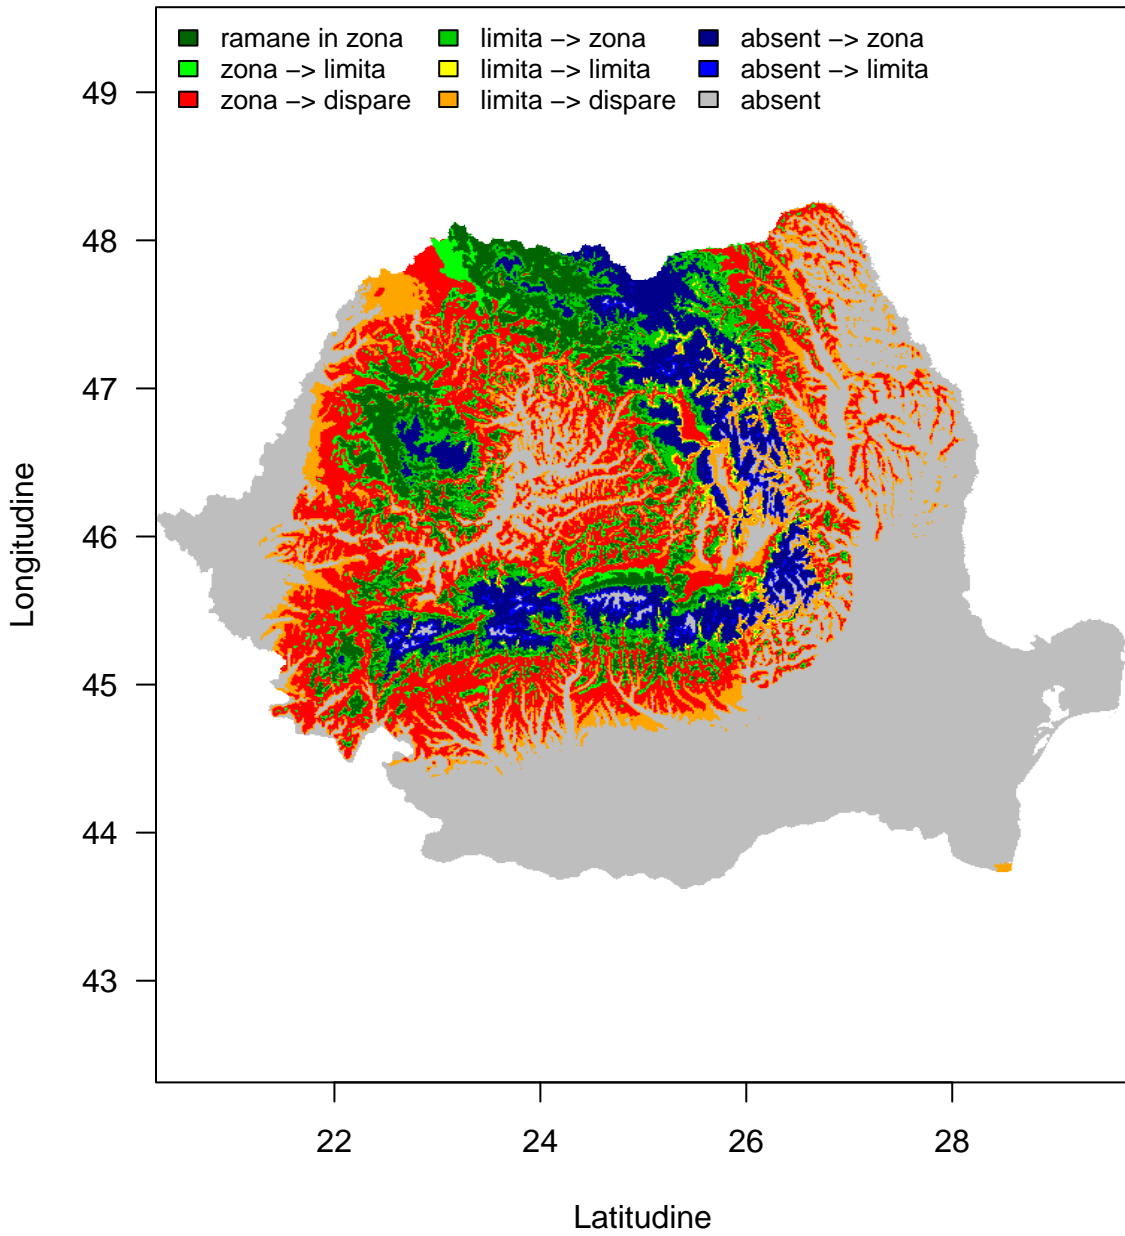 ramane in zona limita −> zona absent −> zona
zona −> limita limita −> limita absent −> limita
zona −> dispare limita −> dispare absent
49
48
47
46
45
44
43
Longitudine
22 24 26 28
Latitudine